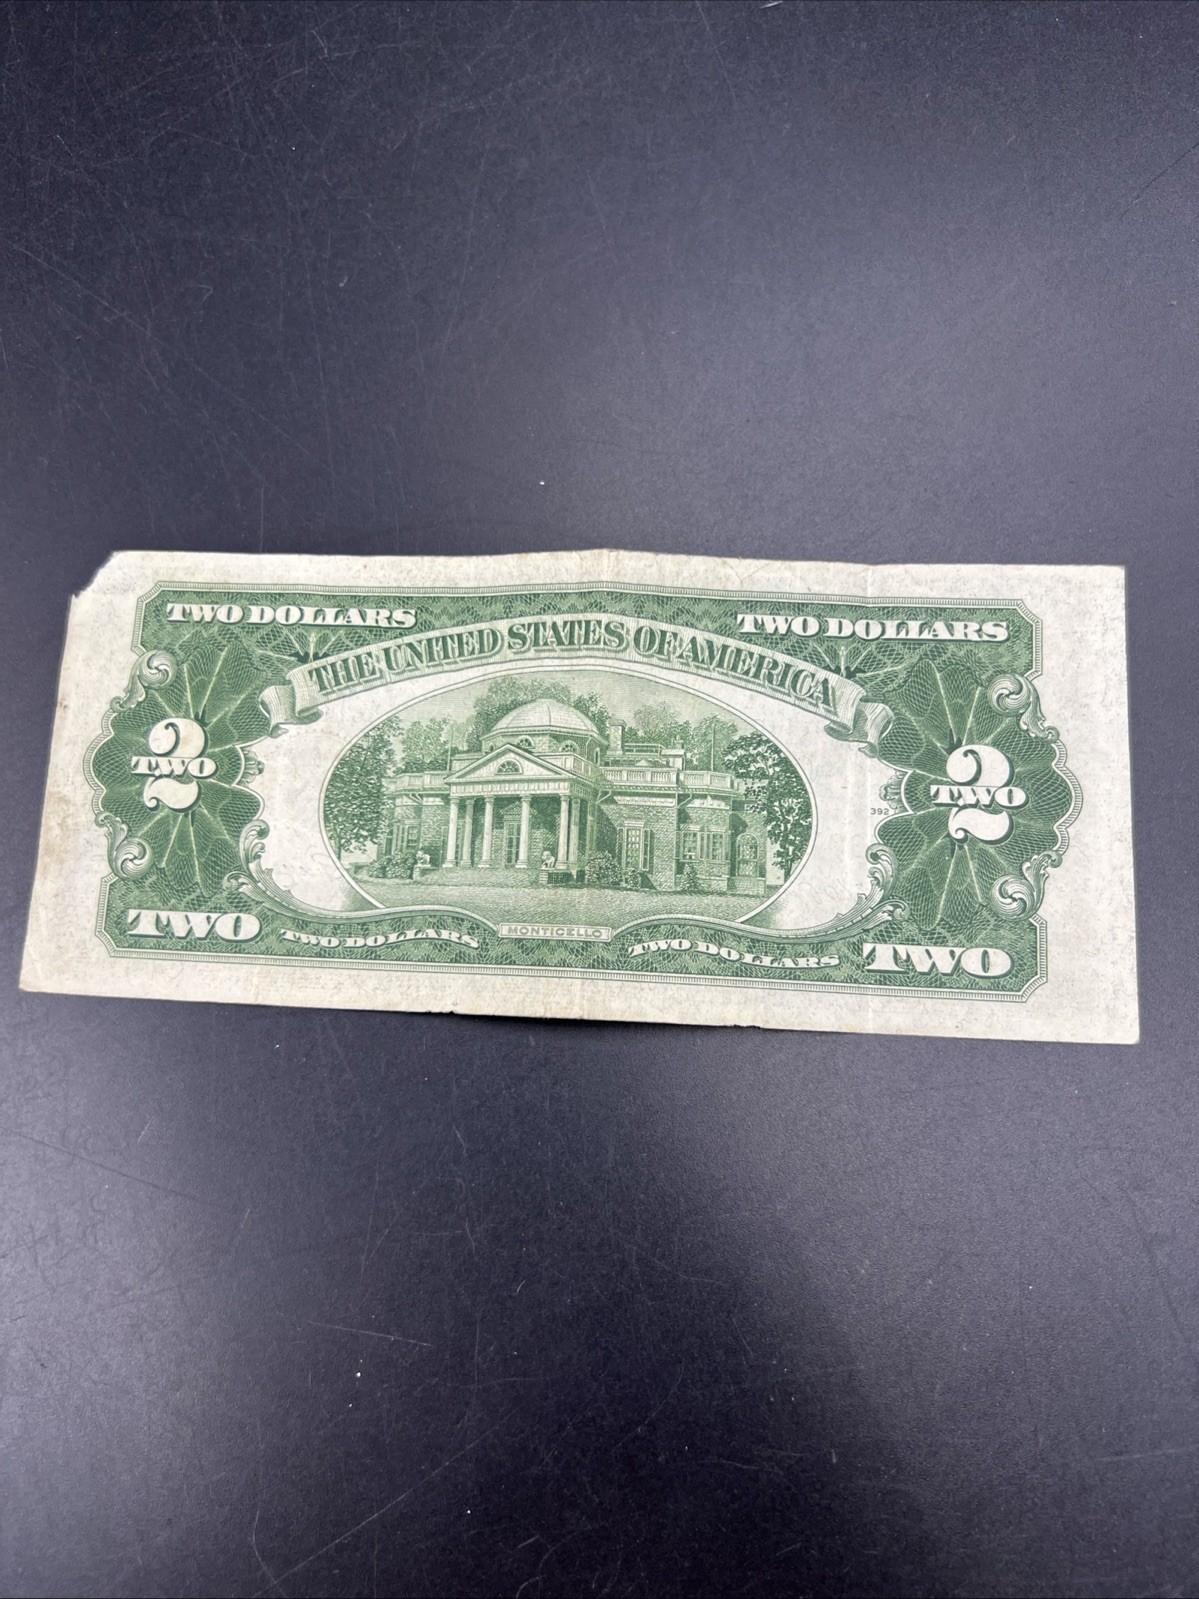 TWO DOLLARS TWO DOLLARS
THE UNITED STATES OF AMERICA
2
TWO
2
TWO
392
TWO TWO DOLLARS MONTICELLO TWO DOLLARS TWO